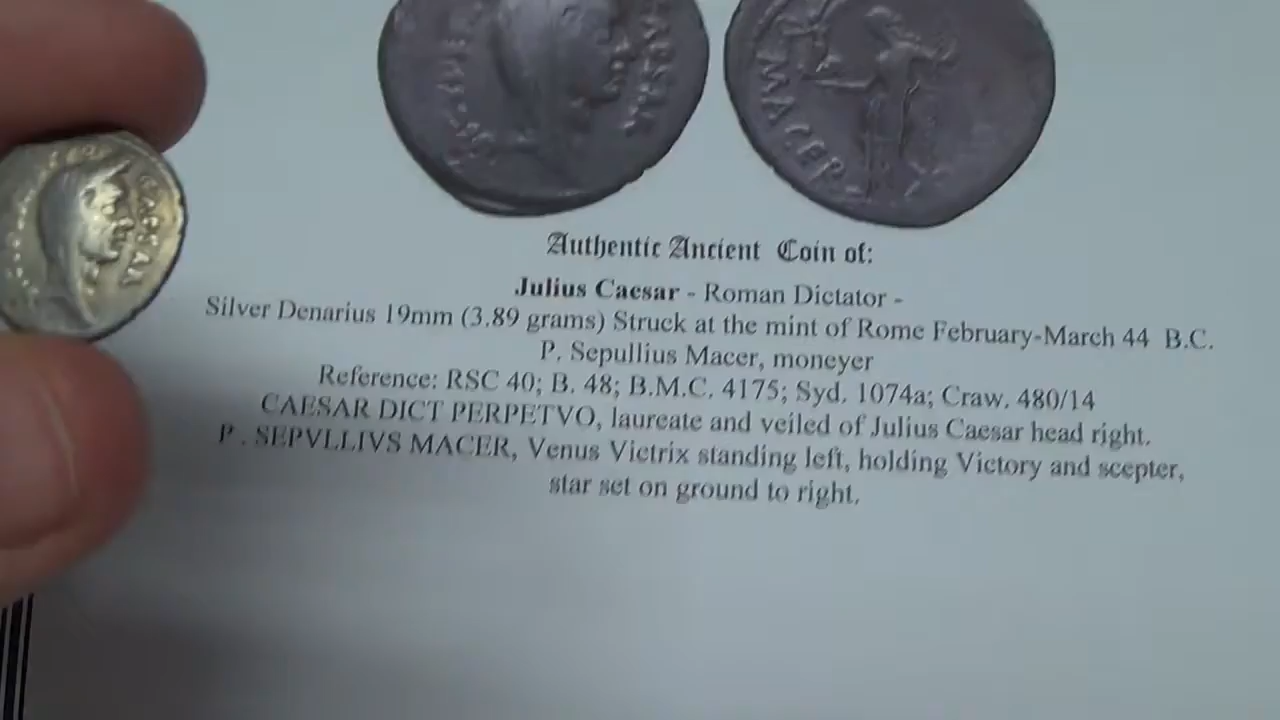 CAESAR
CAESAR
MACER
Authentic Ancient Coin of:
Julius Caesar - Roman Dictator -
Silver Denarius 19mm (3.89 grams) Struck at the mint of Rome February-March 44 B.C.
P. Sepullius Macer, moneyer
Reference: RSC 40; B. 48; B.M.C. 4175; Syd. 1074a; Craw. 480/14
CAESAR DICT PERPETVO, laureate and veiled of Julius Caesar head right.
P . SEPVLLIVS MACER, Venus Victrix standing left, holding Victory and scepter,
star set on ground to right.